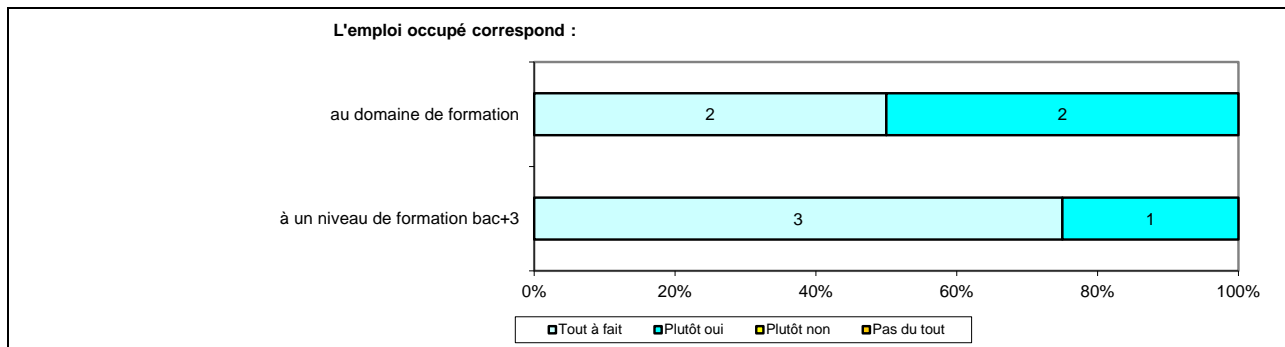 L'emploi occupé correspond :
au domaine de formation
2 2
à un niveau de formation bac+3
3 1
0% 20% 40% 60% 80% 100%
Tout à fait Plutôt oui Plutôt non Pas du tout